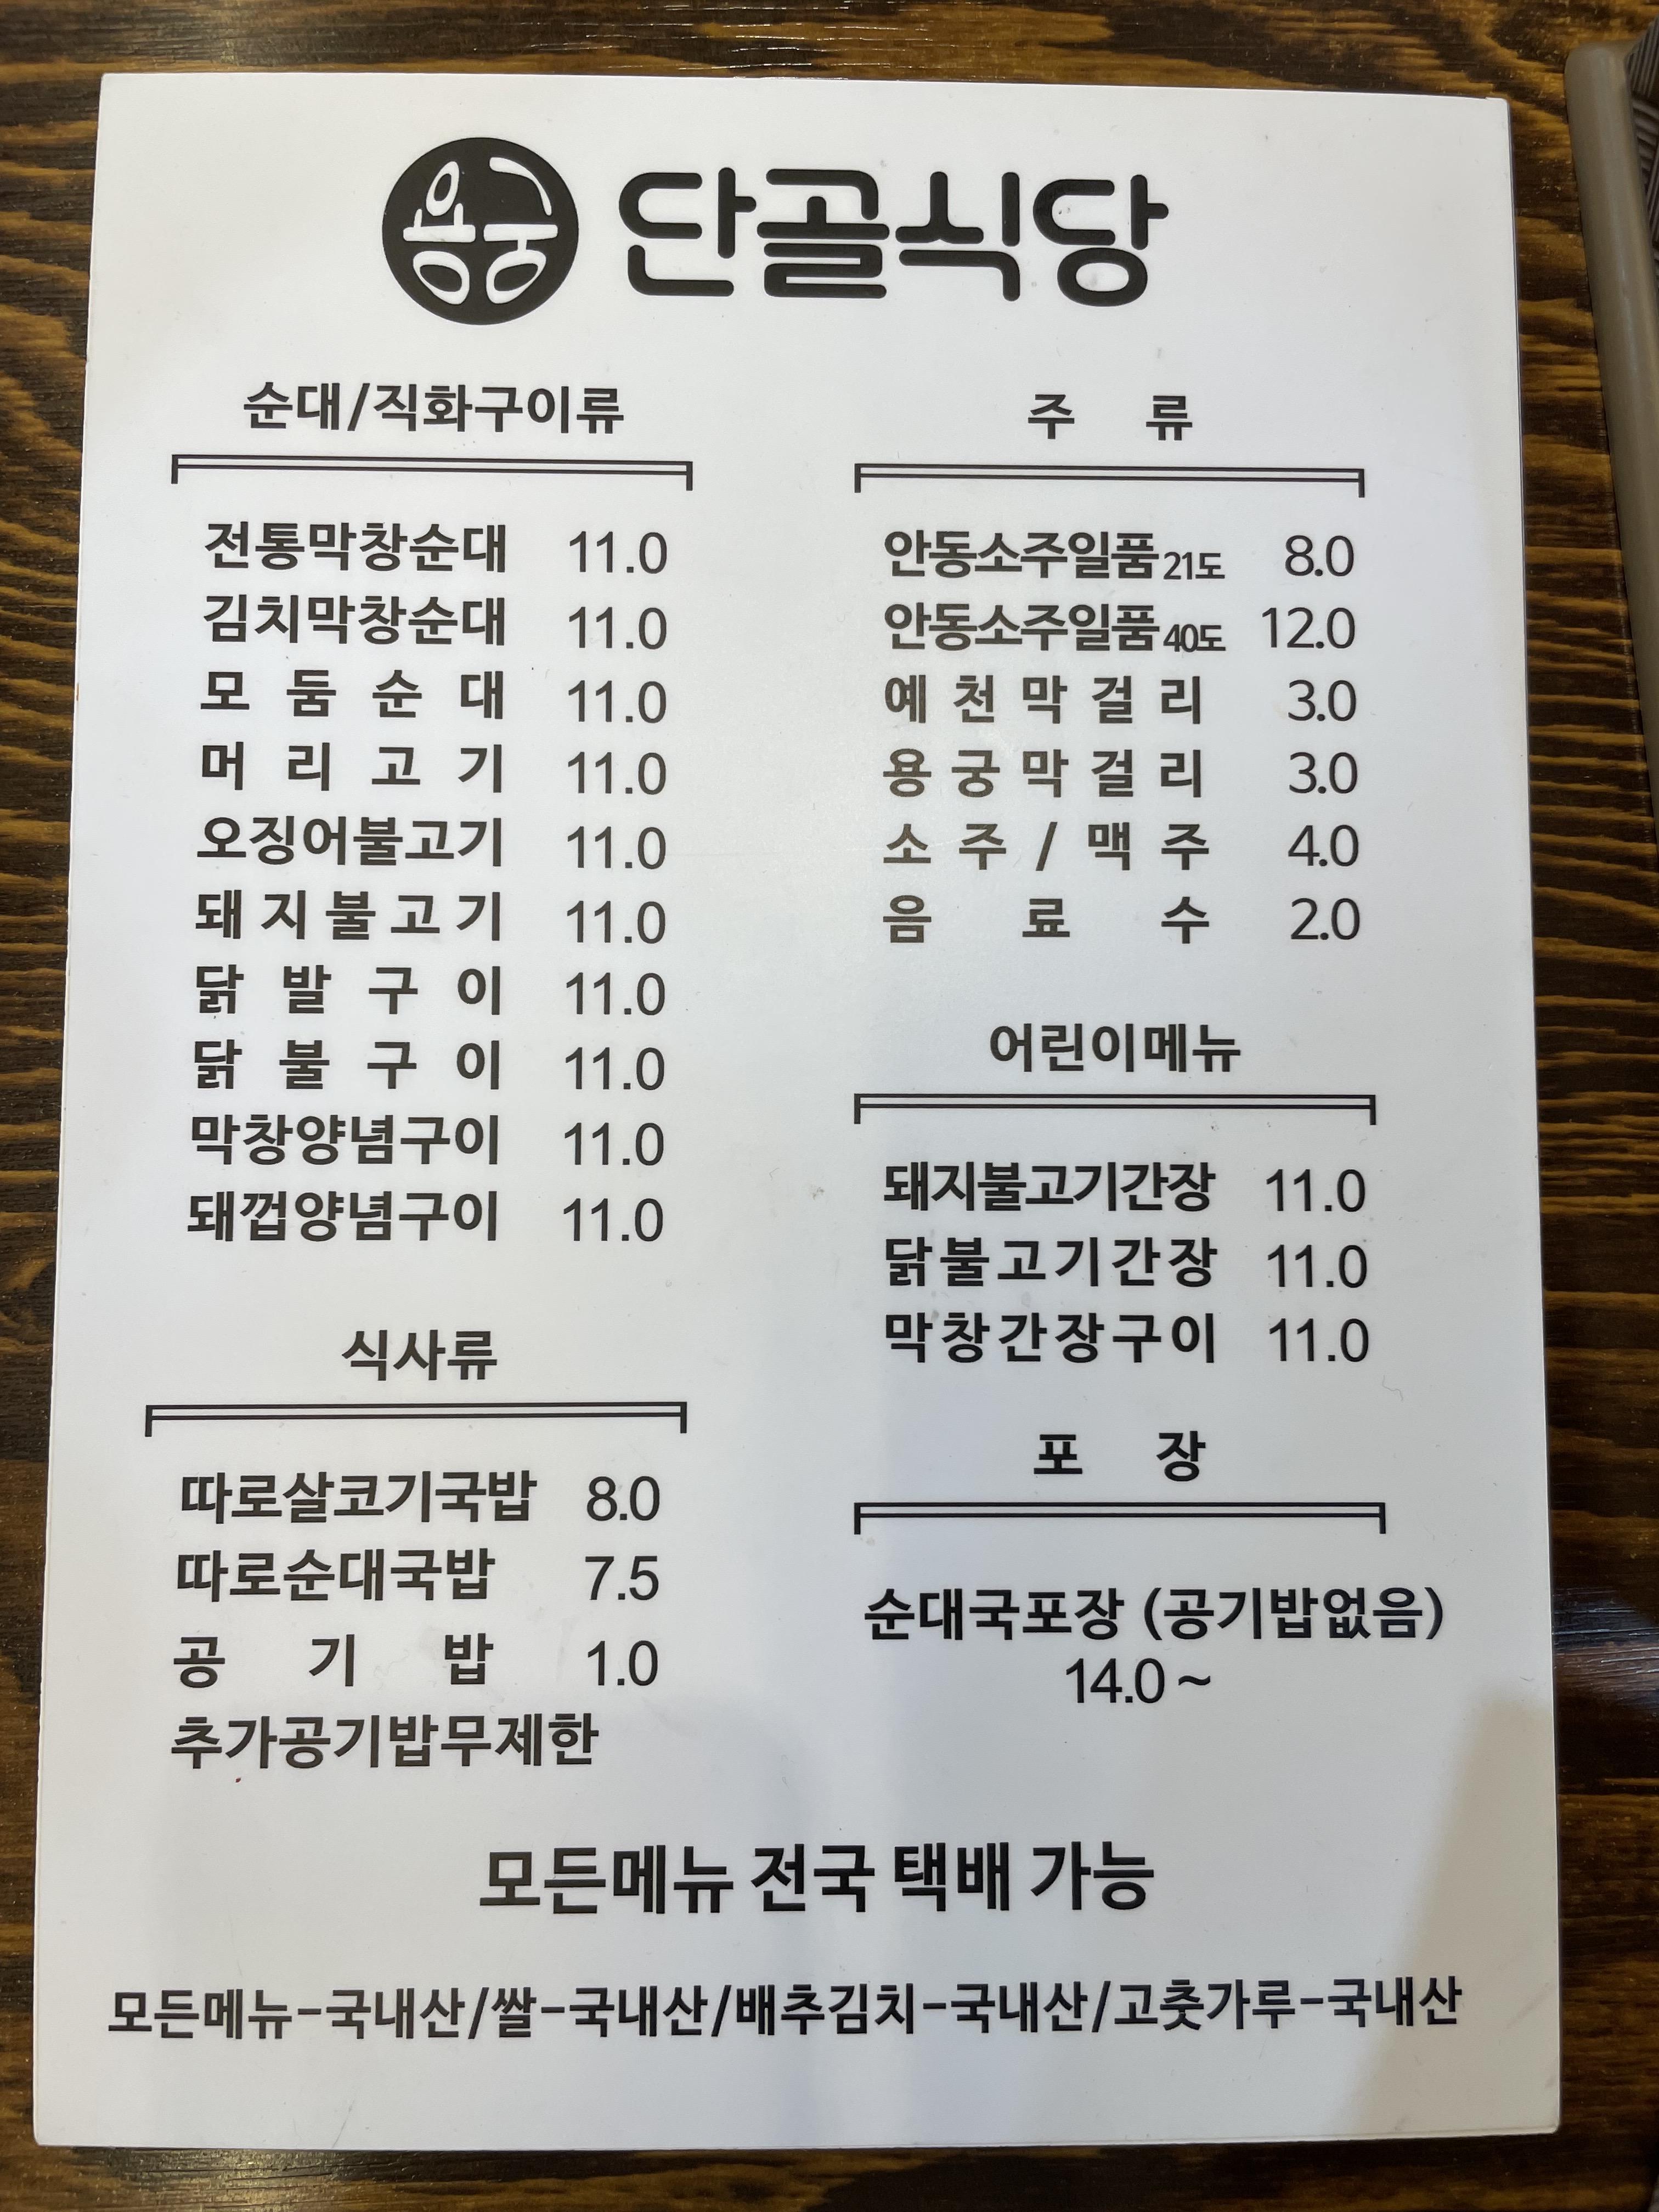 용궁 단골식당
순대/직화구이류
전통막창순대 11.0
김치막창순대 11.0
모둠순대 11.0
머리고기 11.0
오징어불고기 11.0
돼지불고기 11.0
닭발구이 11.0
닭불구이 11.0
막창양념구이 11.0
돼껍양념구이 11.0
식사류
따로살코기국밥 8.0
따로순대국밥 7.5
공기밥 1.0
추가공기밥무제한
주류
안동소주일품21도 8.0
안동소주일품40도 12.0
예천막걸리 3.0
용궁막걸리 3.0
소주/맥주 4.0
음료수 2.0
어린이메뉴
돼지불고기간장 11.0
닭불고기간장 11.0
막창간장구이 11.0
포장
순대국포장 (공기밥없음)
14.0~
모든메뉴 전국 택배 가능
모든메뉴-국내산/쌀-국내산/배추김치-국내산/고춧가루-국내산